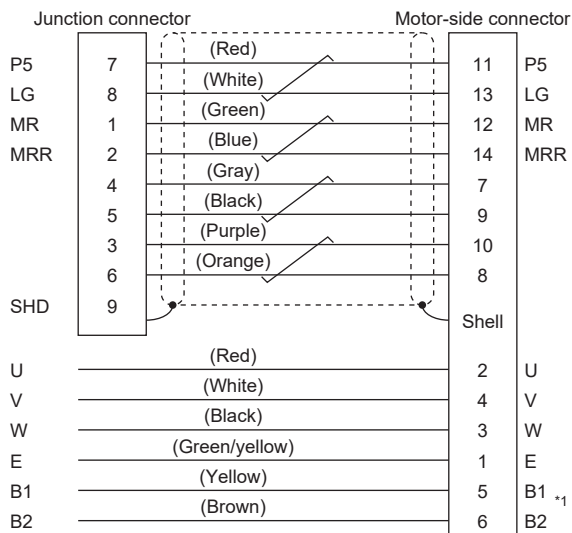 Junction connector Motor-side connector
P5 7 (Red) 11 P5
LG 8 (White) 13 LG
MR 1 (Green) 12 MR
MRR 2 (Blue) 14 MRR
4 (Gray) 7
5 (Black) 9
3 (Purple) 10
6 (Orange) 8
SHD 9 Shell
U (Red) 2 U
V (White) 4 V
W (Black) 3 W
E (Green/yellow) 1 E
B1 (Yellow) 5 B1 *1
B2 (Brown) 6 B2